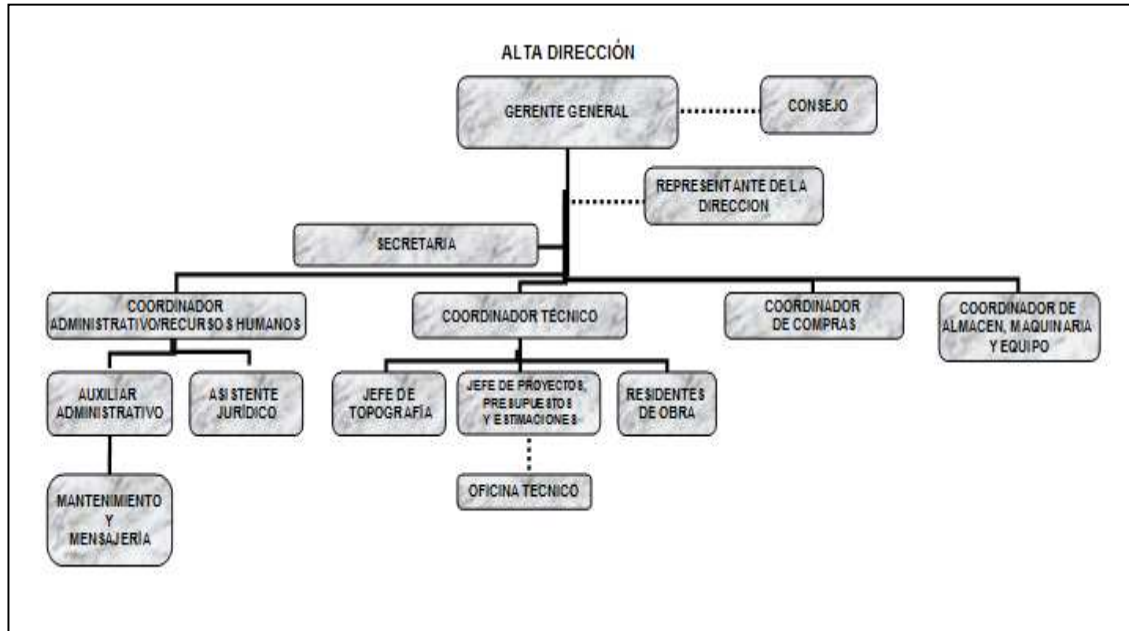 ALTA DIRECCIÓN
GERENTE GENERAL
CONSEJO
REPRESENTANTE DE LA
DIRECCION
SECRETARIA
COORDINADOR
ADMINISTRATIVO/RECURSOS HUMANOS
COORDINADOR TÉCNICO
COORDINADOR
DE COMPRAS
COORDINADOR DE
ALMACEN, MAQUINARIA
Y EQUIPO
AUXILIAR
ADMINISTRATIVO
ASISTENTE
JURÍDICO
JEFE DE
TOPOGRAFÍA
JEFE DE PROYECTOS,
PRESUPUESTOS
Y ESTIMACIONES
RESIDENTES
DE OBRA
MANTENIMIENTO
Y
MENSAJERÍA
OFICINA TECNICO